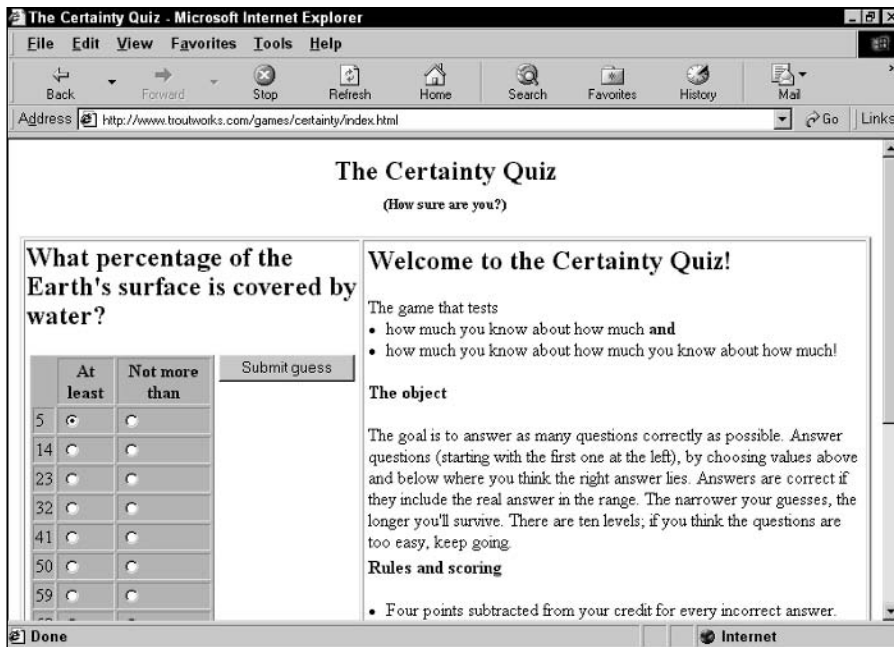 The Certainty Quiz - Microsoft Internet Explorer
File Edit View Favorites Tools Help
Back Forward Stop Refresh Home Search Favorites History Mail
Address http://www.troutworks.com/games/certainty/index.html Go Links
The Certainty Quiz
(How sure are you?)
What percentage of the
Earth's surface is covered by
water?
At least Not more than Submit guess
5
14
23
32
41
50
59
Welcome to the Certainty Quiz!
The game that tests
• how much you know about how much and
• how much you know about how much you know about how much!
The object
The goal is to answer as many questions correctly as possible. Answer
questions (starting with the first one at the left), by choosing values above
and below where you think the right answer lies. Answers are correct if
they include the real answer in the range. The narrower your guesses, the
longer you'll survive. There are ten levels; if you think the questions are
too easy, keep going.
Rules and scoring
• Four points subtracted from your credit for every incorrect answer.
Done Internet